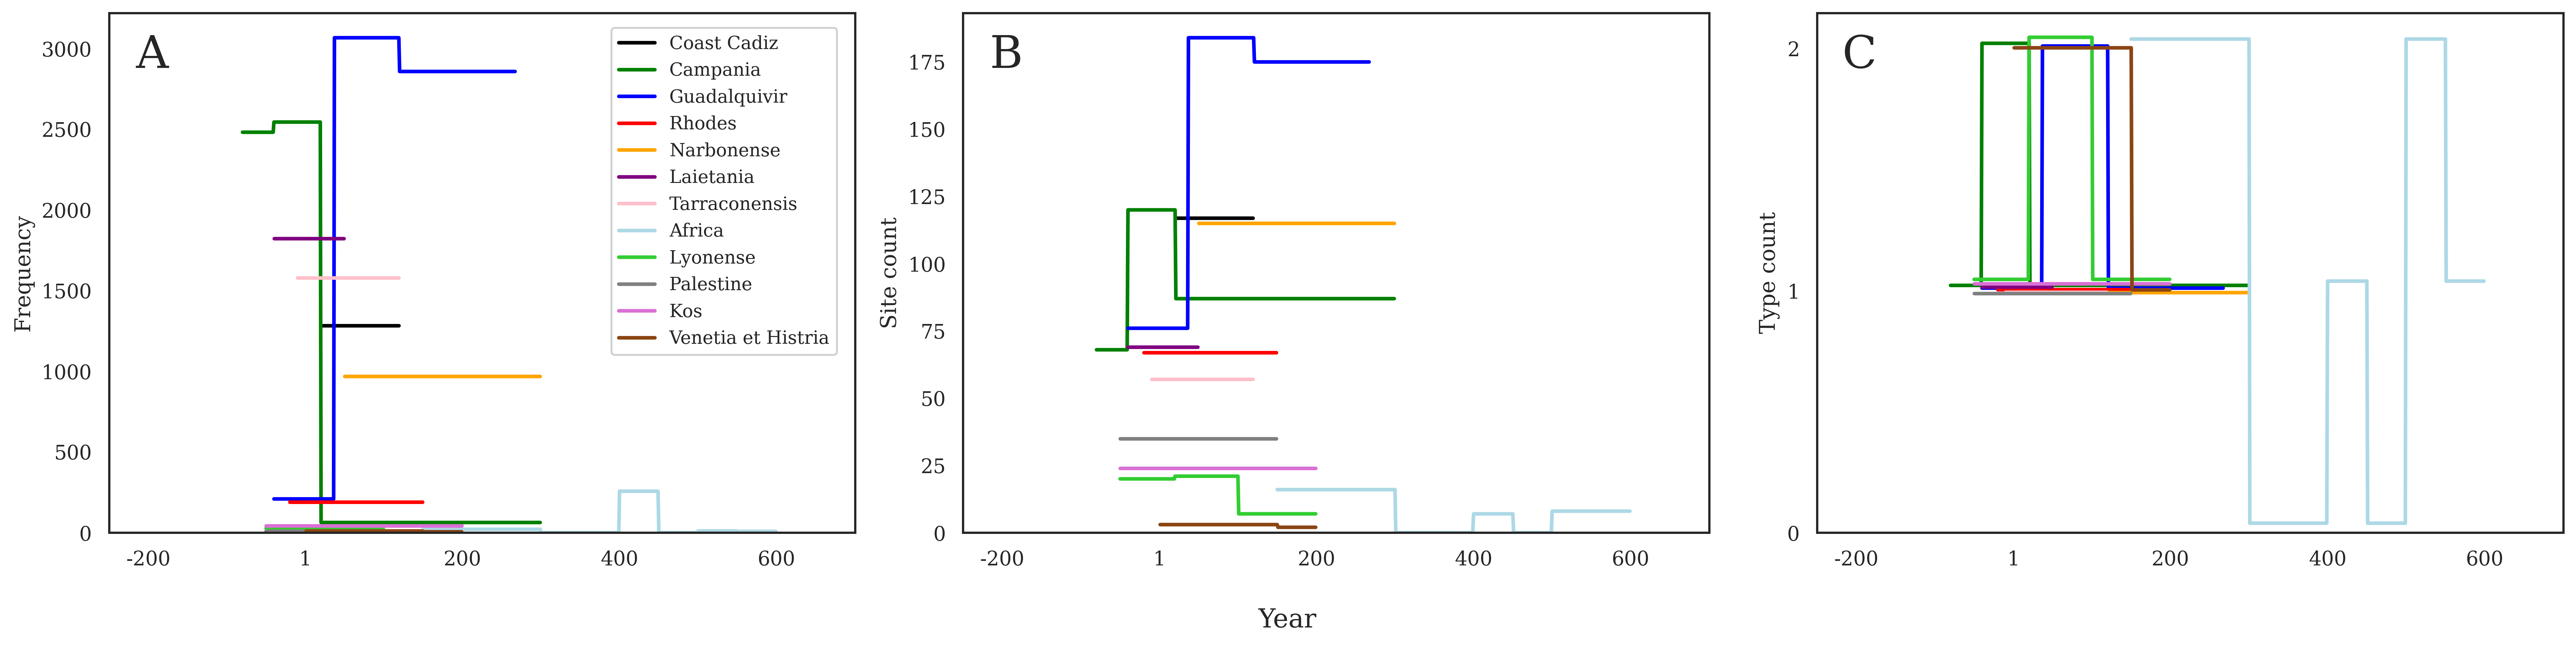 A
Frequency
3000
2500
2000
1500
1000
500
0
-200 1 200 400 600
Coast Cadiz
Campania
Guadalquivir
Rhodes
Narbonense
Laietania
Tarraconensis
Africa
Lyonense
Palestine
Kos
Venetia et Histria
B
Site count
175
150
125
100
75
50
25
0
-200 1 200 400 600
C
Type count
2
1
0
-200 1 200 400 600
Year